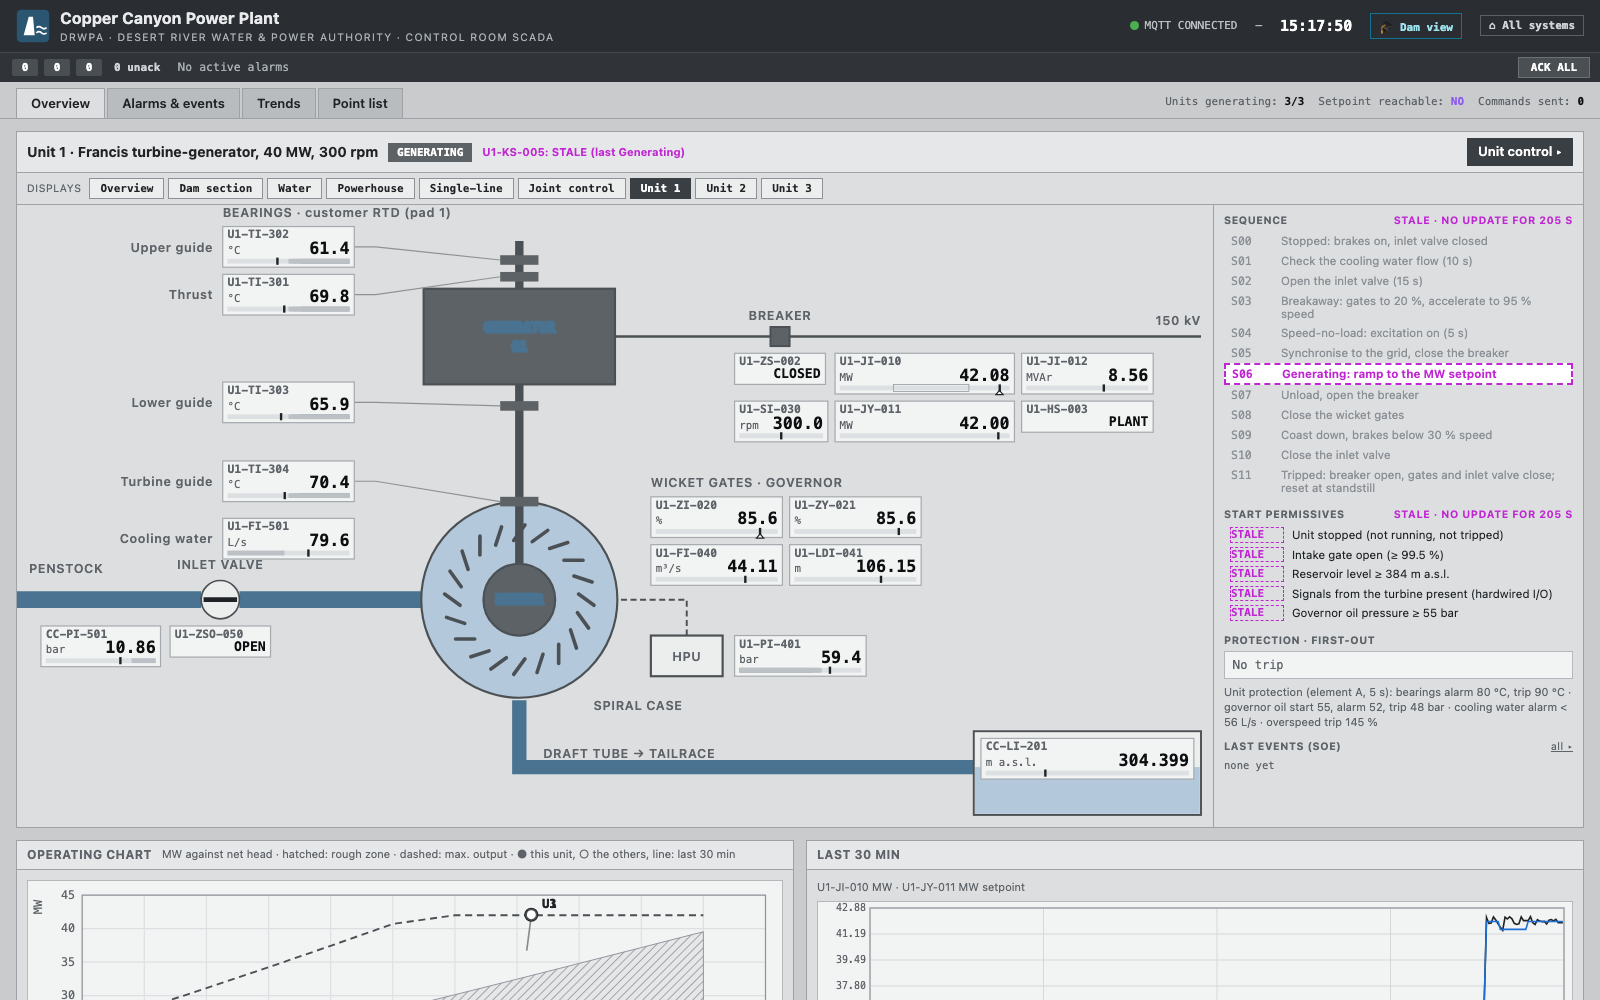 Copper Canyon Power Plant
DRWPA · DESERT RIVER WATER & POWER AUTHORITY · CONTROL ROOM SCADA
MQTT CONNECTED – 15:17:50 Dam view ⌂ All systems
0 0 0 0 unack No active alarms ACK ALL
Overview Alarms & events Trends Point list
Units generating: 3/3 Setpoint reachable: NO Commands sent: 0
Unit 1 · Francis turbine-generator, 40 MW, 300 rpm GENERATING U1-KS-005: STALE (last Generating) Unit control ▸
DISPLAYS Overview Dam section Water Powerhouse Single-line Joint control Unit 1 Unit 2 Unit 3
BEARINGS · customer RTD (pad 1)
Upper guide
U1-TI-302
°C 61.4
Thrust
U1-TI-301
°C 69.8
Lower guide
U1-TI-303
°C 65.9
Turbine guide
U1-TI-304
°C 70.4
Cooling water
U1-FI-501
L/s 79.6
PENSTOCK
INLET VALVE
CC-PI-501
bar 10.86
U1-ZSO-050
OPEN
BREAKER
150 kV
U1-ZS-002
CLOSED
U1-JI-010
MW 42.08
U1-JI-012
MVAr 8.56
U1-SI-030
rpm 300.0
U1-JY-011
MW 42.00
U1-HS-003
PLANT
WICKET GATES · GOVERNOR
U1-ZI-020
% 85.6
U1-ZY-021
% 85.6
U1-FI-040
m³/s 44.11
U1-LDI-041
m 106.15
HPU
U1-PI-401
bar 59.4
SPIRAL CASE
DRAFT TUBE → TAILRACE
CC-LI-201
m a.s.l. 304.399
SEQUENCE STALE · NO UPDATE FOR 205 S
S00 Stopped: brakes on, inlet valve closed
S01 Check the cooling water flow (10 s)
S02 Open the inlet valve (15 s)
S03 Breakaway: gates to 20 %, accelerate to 95 %
speed
S04 Speed-no-load: excitation on (5 s)
S05 Synchronise to the grid, close the breaker
S06 Generating: ramp to the MW setpoint
S07 Unload, open the breaker
S08 Close the wicket gates
S09 Coast down, brakes below 30 % speed
S10 Close the inlet valve
S11 Tripped: breaker open, gates and inlet valve close;
reset at standstill
START PERMISSIVES STALE · NO UPDATE FOR 205 S
STALE Unit stopped (not running, not tripped)
STALE Intake gate open (≥ 99.5 %)
STALE Reservoir level ≥ 384 m a.s.l.
STALE Signals from the turbine present (hardwired I/O)
STALE Governor oil pressure ≥ 55 bar
PROTECTION · FIRST-OUT
No trip
Unit protection (element A, 5 s): bearings alarm 80 °C, trip 90 °C ·
governor oil start 55, alarm 52, trip 48 bar · cooling water alarm <
56 L/s · overspeed trip 145 %
LAST EVENTS (SOE) all ▸
none yet
OPERATING CHART MW against net head · hatched: rough zone · dashed: max. output · ● this unit, ○ the others, line: last 30 min
MW
45
40
35
30
LAST 30 MIN
U1-JI-010 MW · U1-JY-011 MW setpoint
42.88
41.19
39.49
37.80